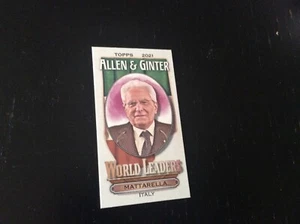 TOPPS 2021
ALLEN & GINTER
WORLD LEADERS
MATTARELLA
ITALY